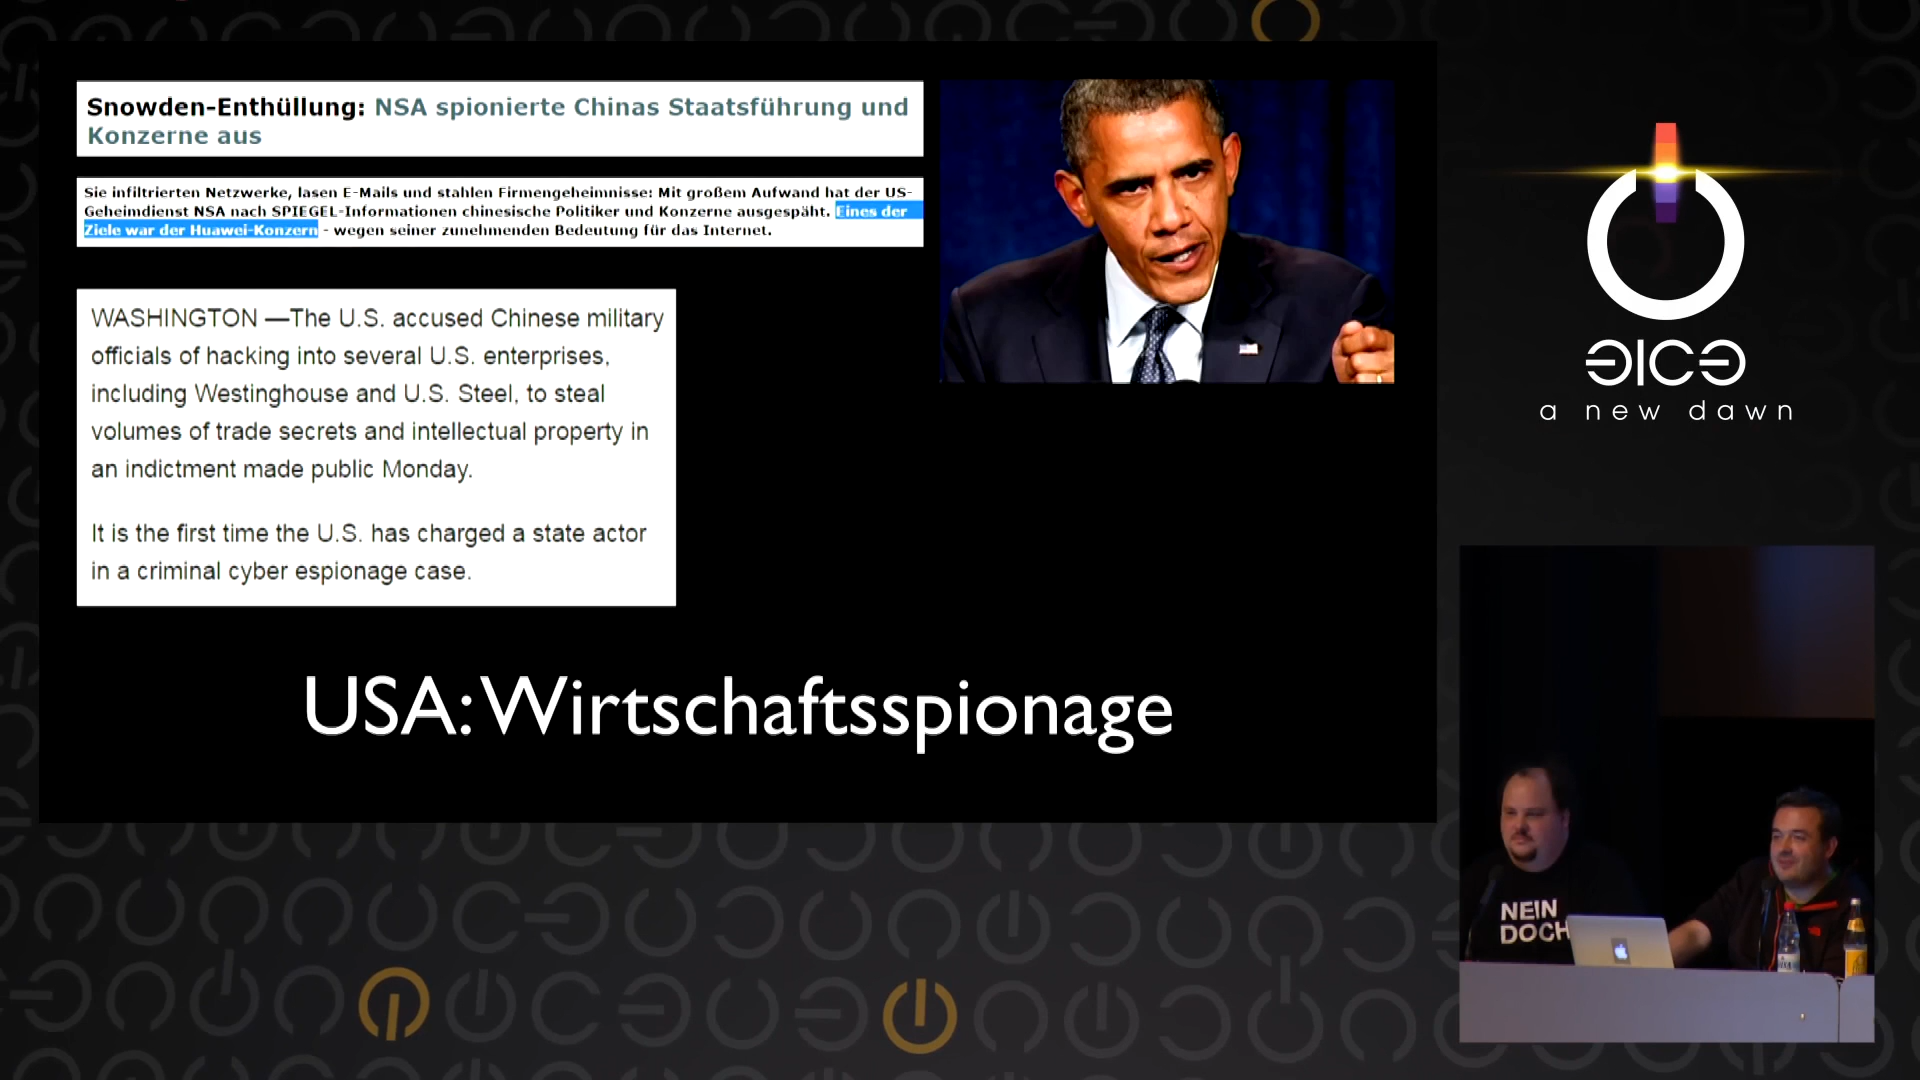 Snowden-Enthüllung: NSA spionierte Chinas Staatsführung und
Konzerne aus
Sie infiltrierten Netzwerke, lasen E-Mails und stahlen Firmengeheimnisse: Mit großem Aufwand hat der US-
Geheimdienst NSA nach SPIEGEL-Informationen chinesische Politiker und Konzerne ausgespäht. Eines der
Ziele war der Huawei-Konzern - wegen seiner zunehmenden Bedeutung für das Internet.
WASHINGTON —The U.S. accused Chinese military
officials of hacking into several U.S. enterprises,
including Westinghouse and U.S. Steel, to steal
volumes of trade secrets and intellectual property in
an indictment made public Monday.
It is the first time the U.S. has charged a state actor
in a criminal cyber espionage case.
USA: Wirtschaftsspionage
a new dawn
NEIN
DOCH